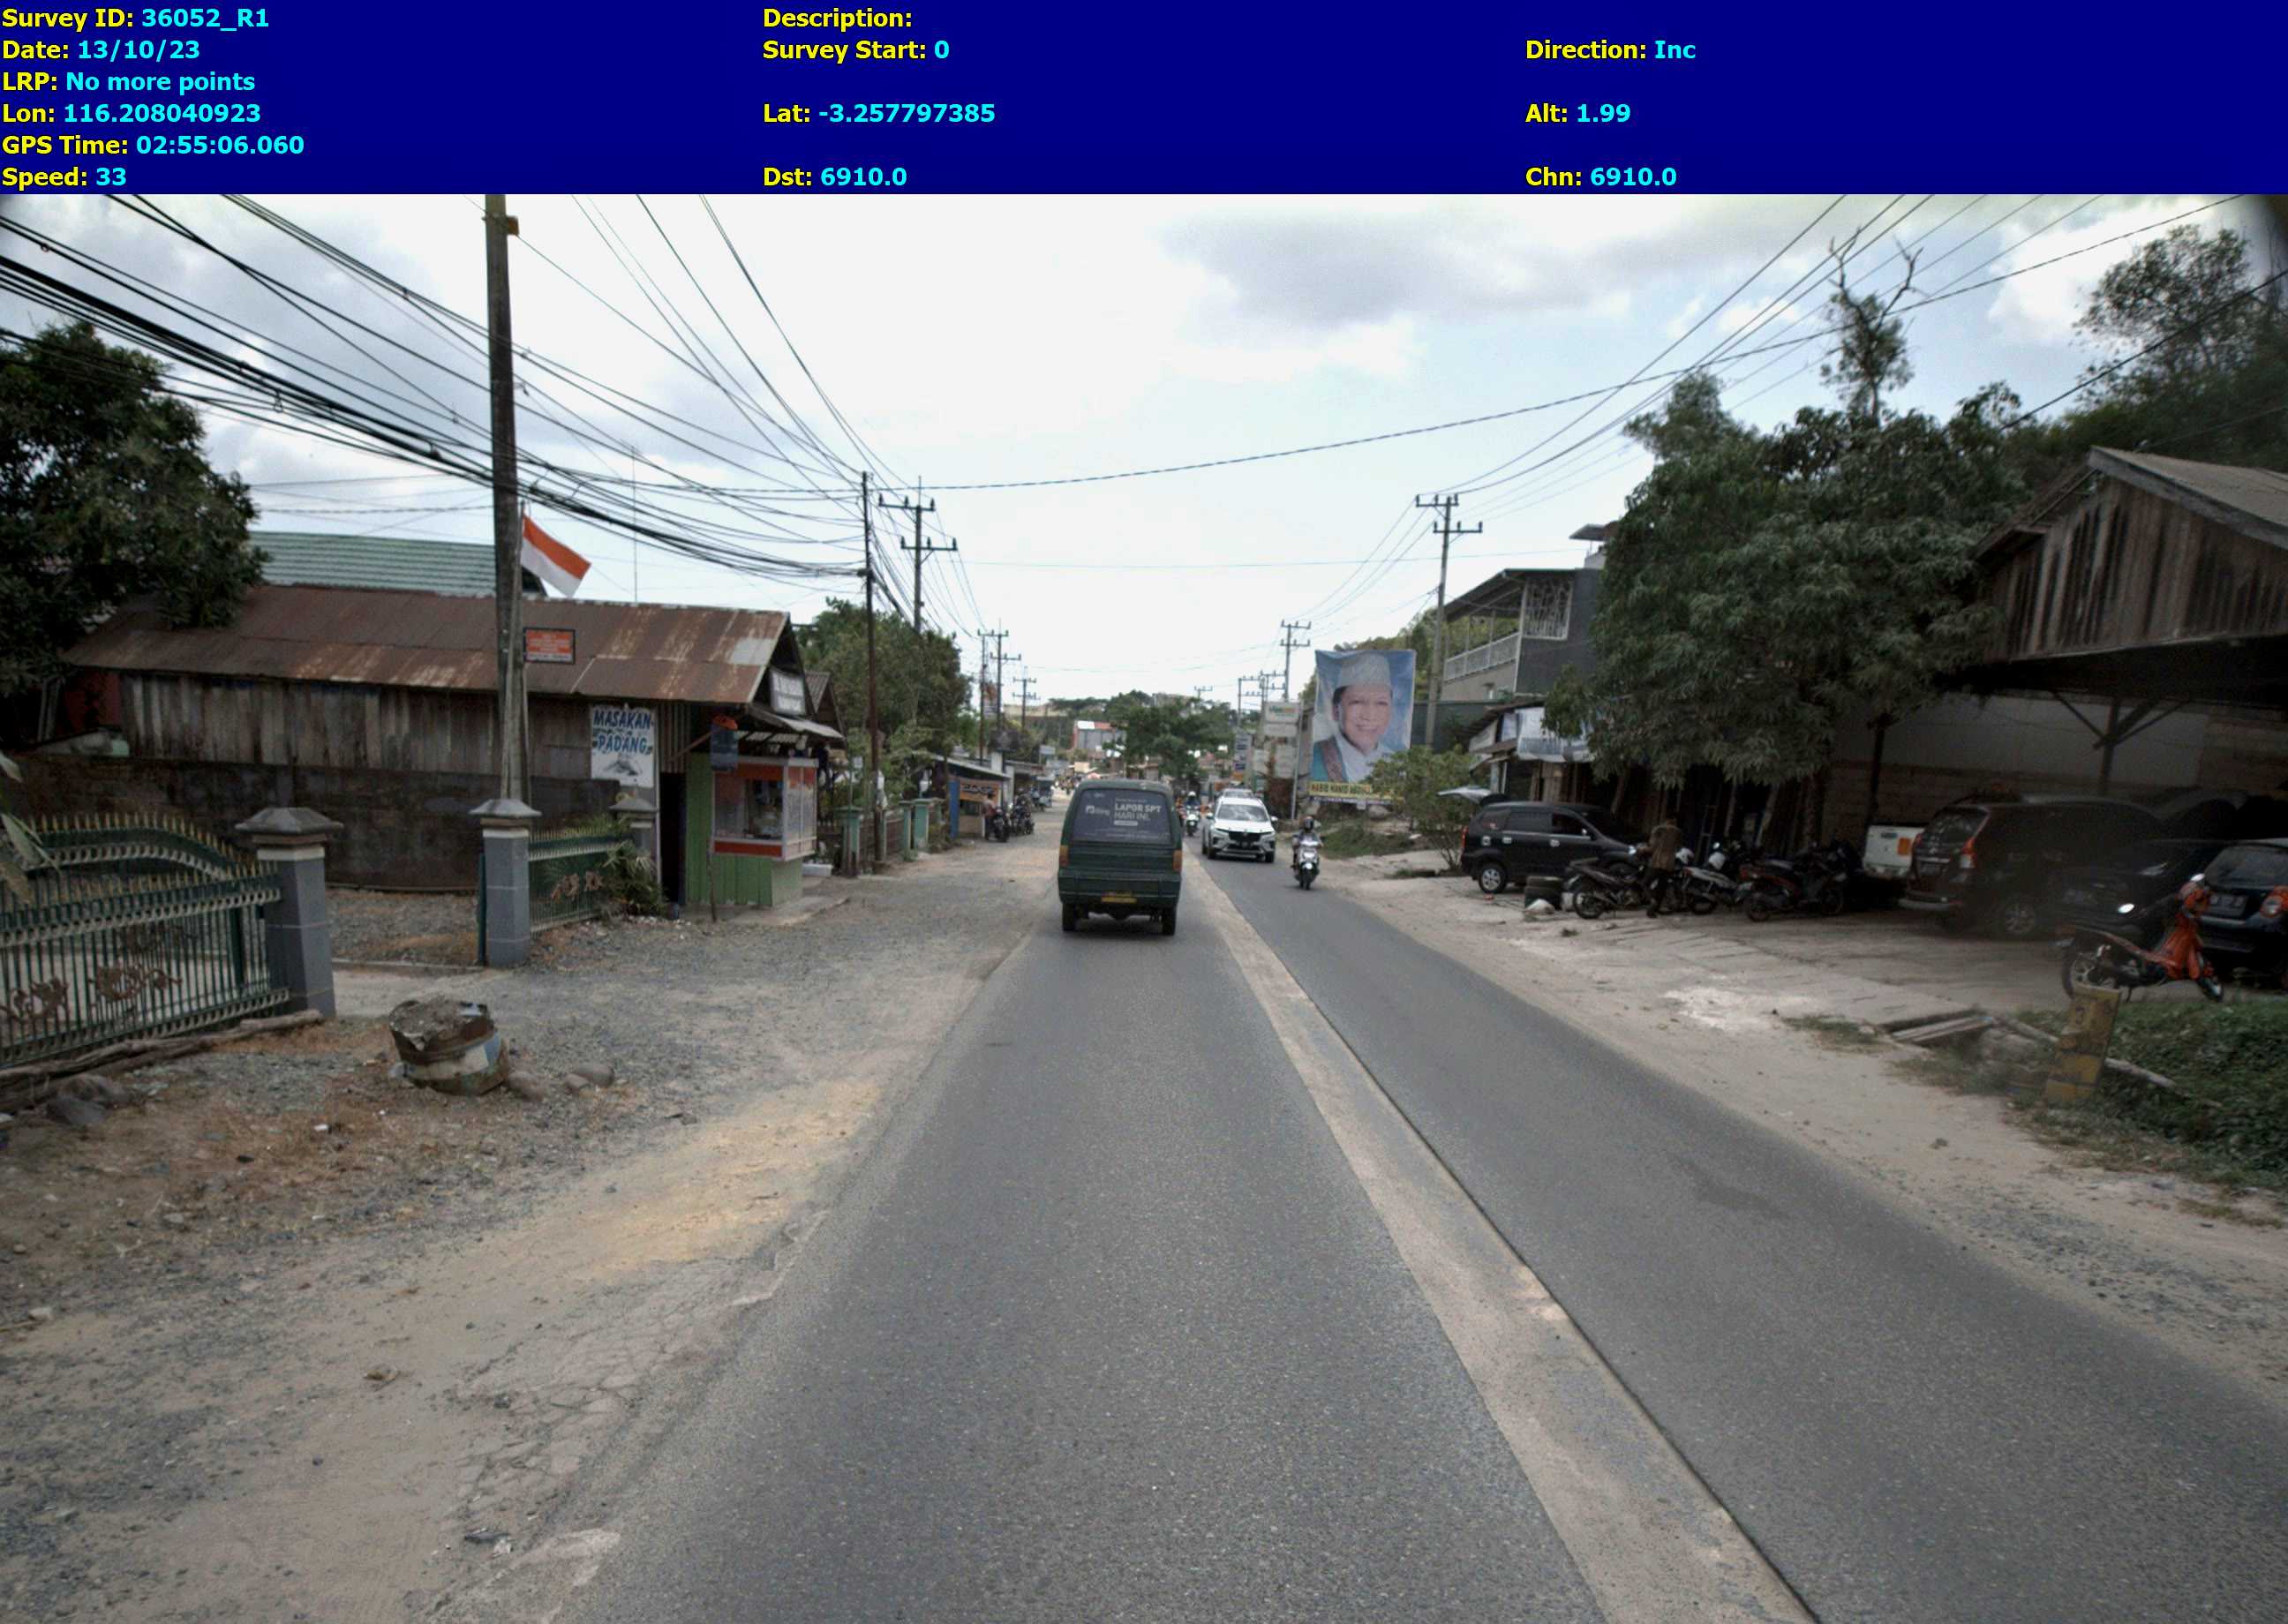 Survey ID: 36052_R1
Description:
Date: 13/10/23
Survey Start: 0
Direction: Inc
LRP: No more points
Lon: 116.208040923
Lat: -3.257797385
Alt: 1.99
GPS Time: 02:55:06.060
Speed: 33
Dst: 6910.0
Chn: 6910.0
MASAKAN
PADANG
LAPOR SPT
HARI INI